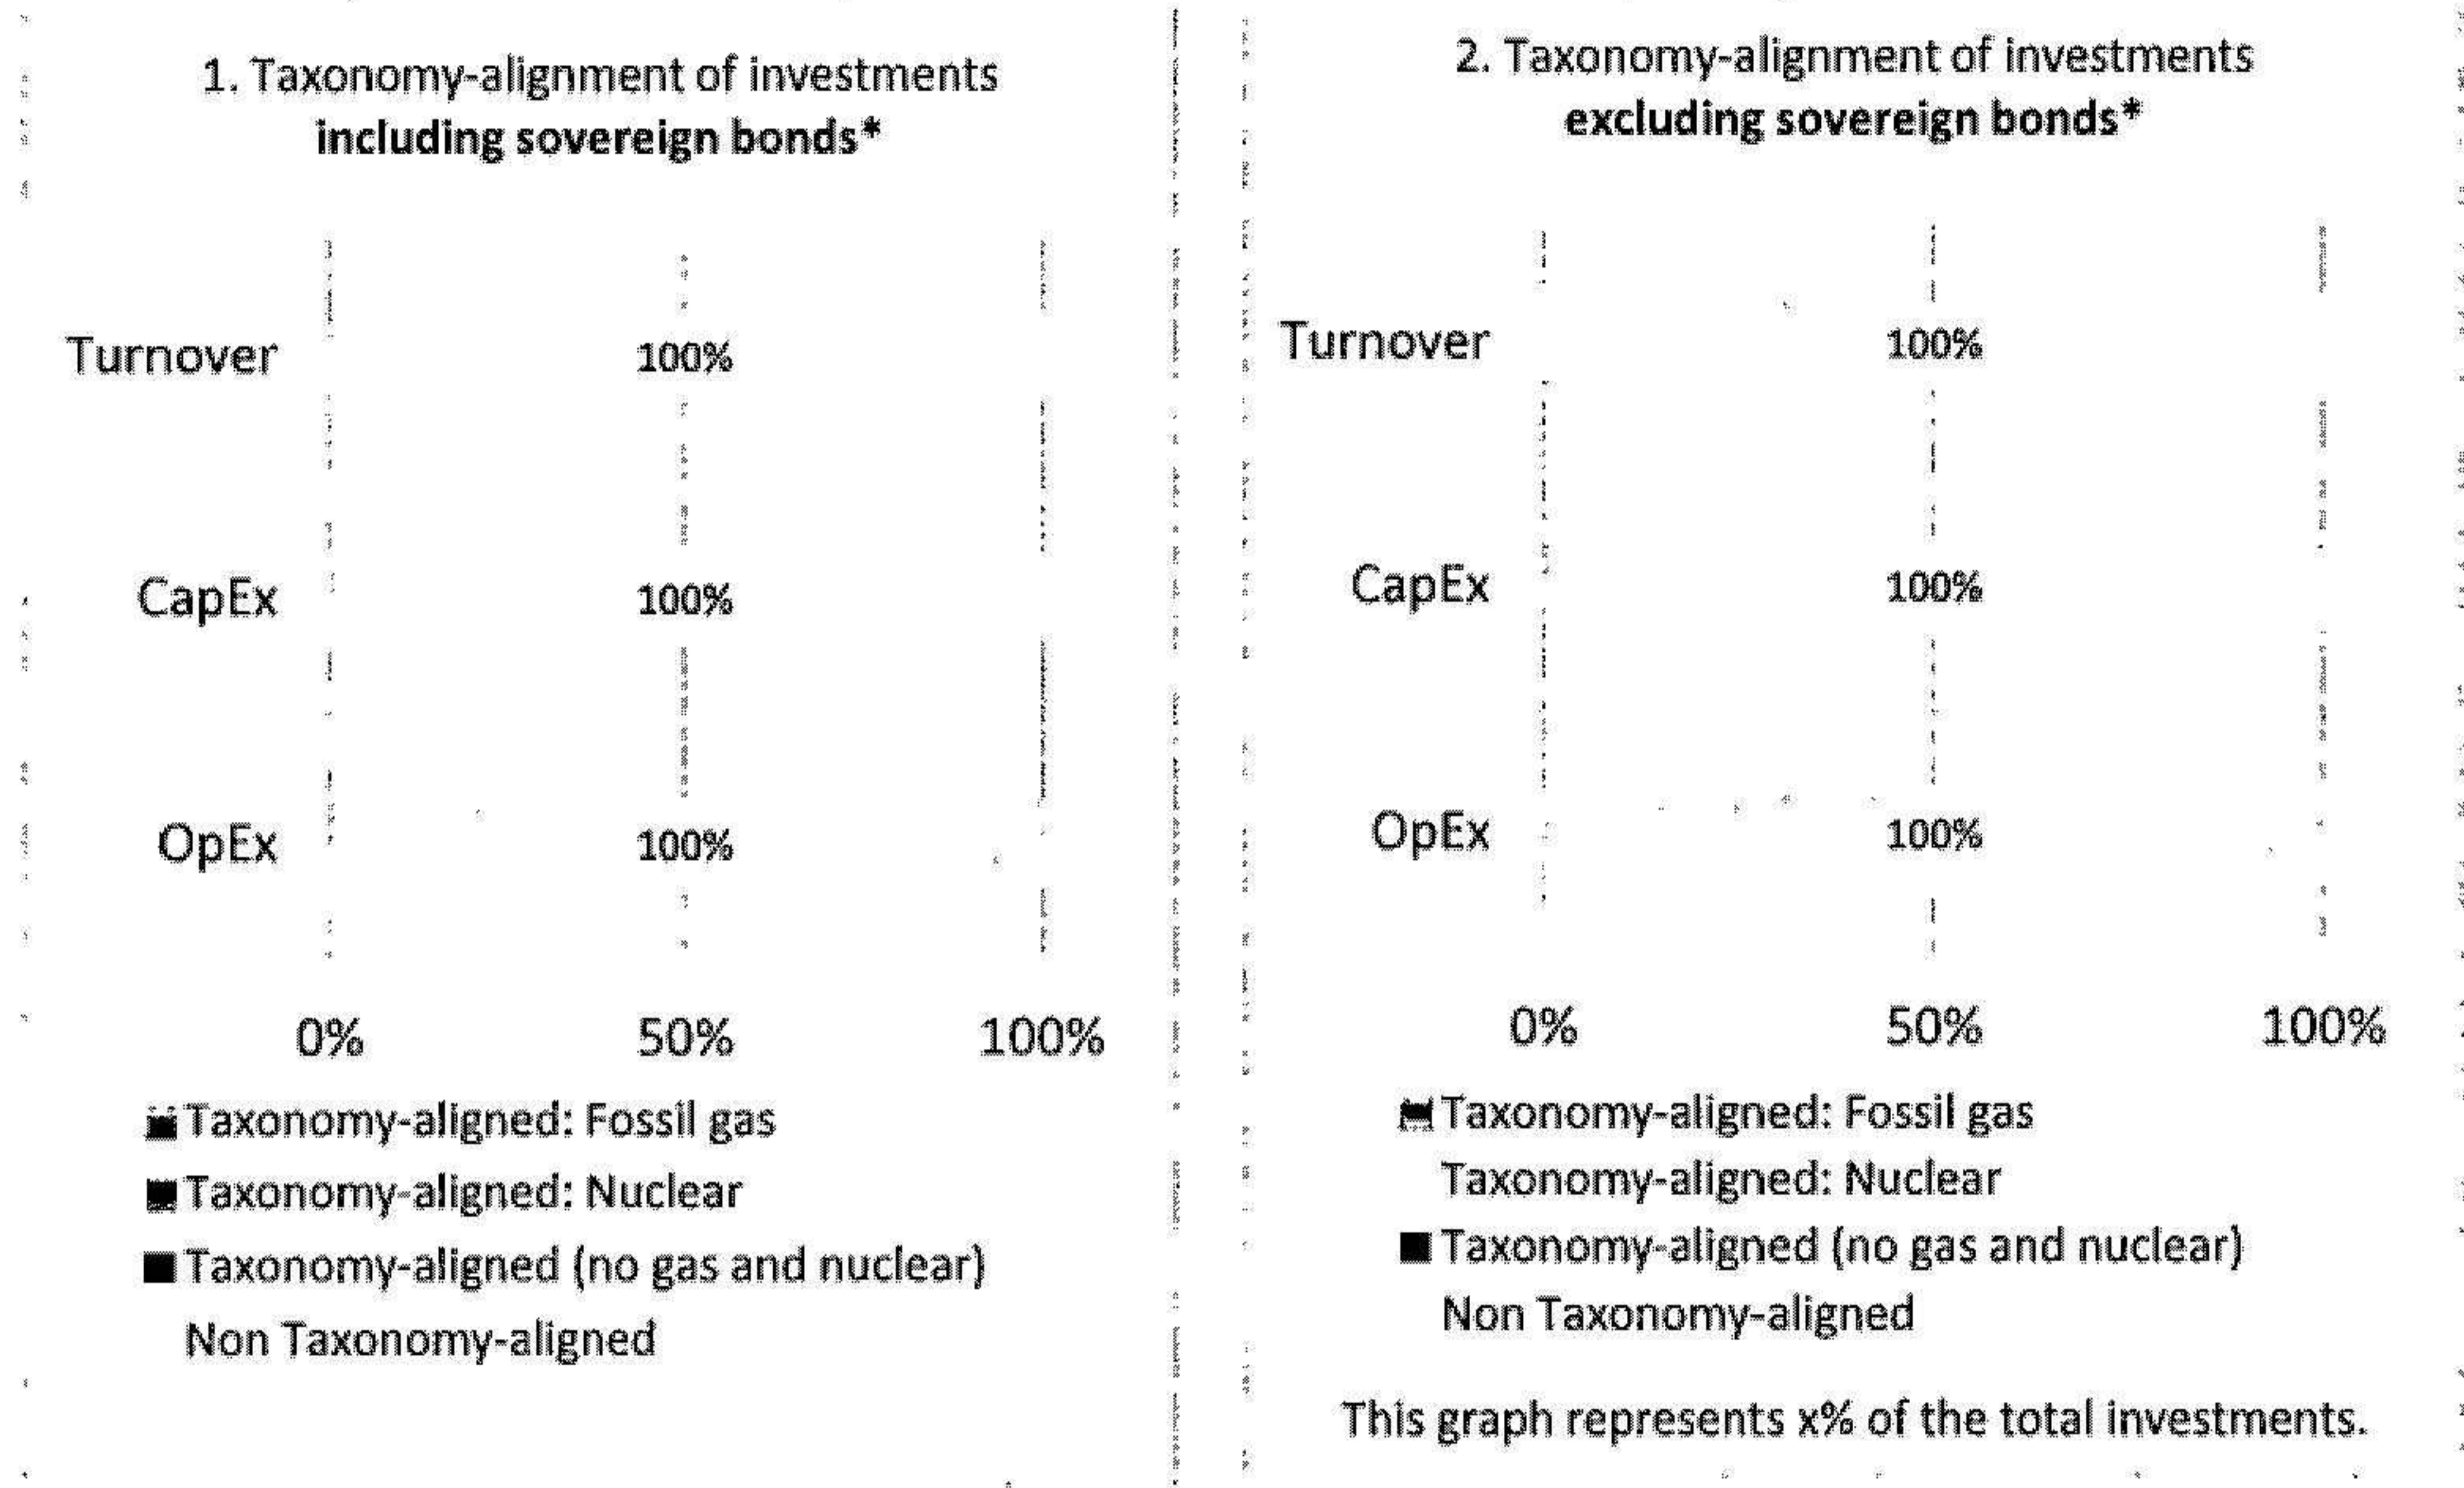 1. Taxonomy-alignment of investments
including sovereign bonds*
Turnover 100%
CapEx 100%
OpEx 100%
0% 50% 100%
Taxonomy-aligned: Fossil gas
Taxonomy-aligned: Nuclear
Taxonomy-aligned (no gas and nuclear)
Non Taxonomy-aligned
2. Taxonomy-alignment of investments
excluding sovereign bonds*
Turnover 100%
CapEx 100%
OpEx 100%
0% 50% 100%
Taxonomy-aligned: Fossil gas
Taxonomy-aligned: Nuclear
Taxonomy-aligned (no gas and nuclear)
Non Taxonomy-aligned
This graph represents x% of the total investments.